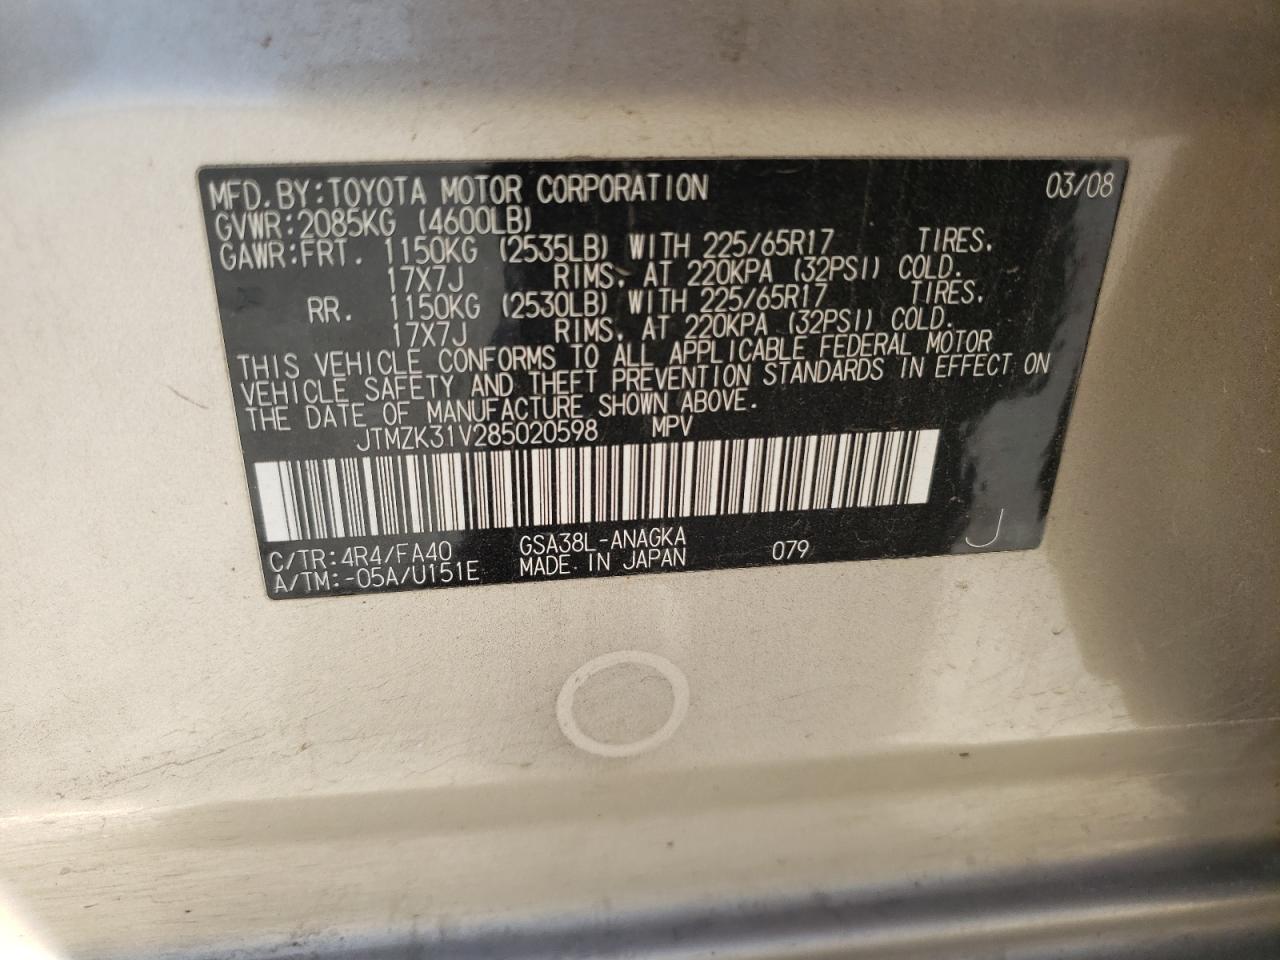 MFD.BY:TOYOTA MOTOR CORPORATION 03/08
GVWR:2085KG (4600LB)
GAWR:FRT. 1150KG (2535LB) WITH 225/65R17 TIRES.
17X7J RIMS, AT 220KPA (32PSI) COLD.
RR. 1150KG (2530LB) WITH 225/65R17 TIRES.
17X7J RIMS, AT 220KPA (32PSI) COLD.
THIS VEHICLE CONFORMS TO ALL APPLICABLE FEDERAL MOTOR
VEHICLE SAFETY AND THEFT PREVENTION STANDARDS IN EFFECT ON
THE DATE OF MANUFACTURE SHOWN ABOVE.
JTMZK31V285020598 MPV
C/TR:4R4/FA40 GSA38L-ANAGKA 079 J
A/TM:-05A/U151E MADE IN JAPAN